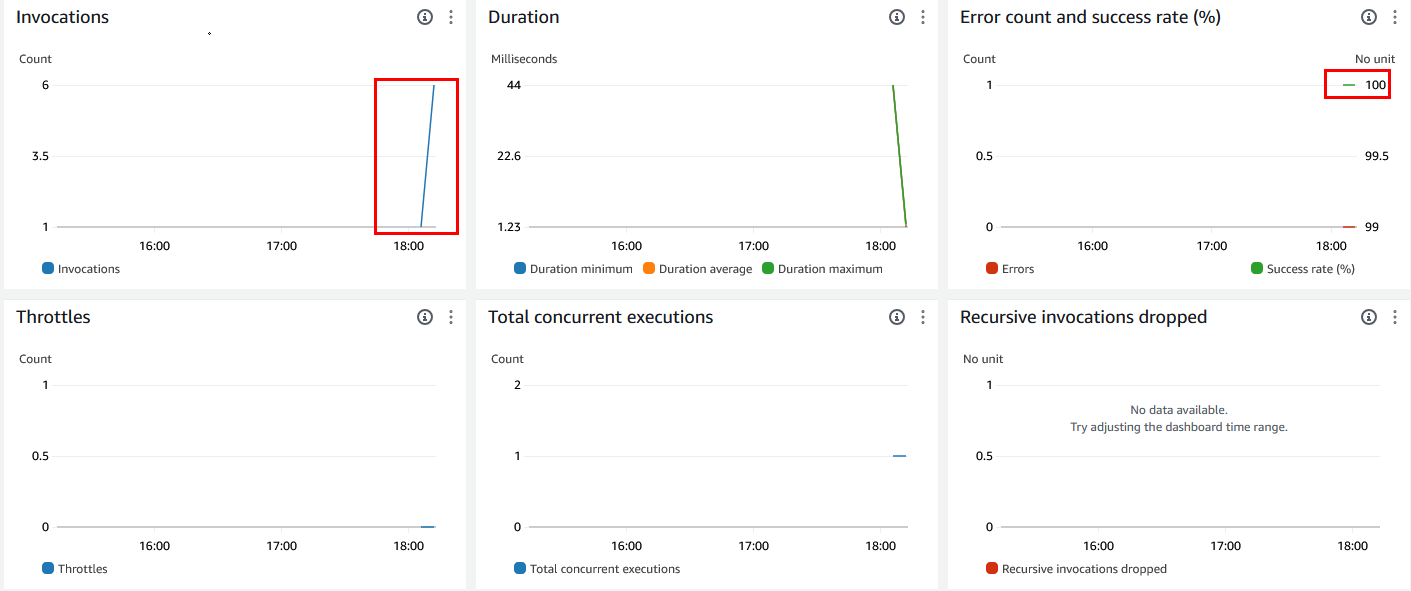 Invocations
Count
6
3.5
1
16:00 17:00 18:00
Invocations
Duration
Milliseconds
44
22.6
1.23
16:00 17:00 18:00
Duration minimum Duration average Duration maximum
Error count and success rate (%)
Count No unit
1 100
0.5 99.5
0 99
16:00 17:00 18:00
Errors Success rate (%)
Throttles
Count
1
0.5
0
16:00 17:00 18:00
Throttles
Total concurrent executions
Count
2
1
0
16:00 17:00 18:00
Total concurrent executions
Recursive invocations dropped
No unit
1
No data available.
Try adjusting the dashboard time range.
0.5
0
16:00 17:00 18:00
Recursive invocations dropped